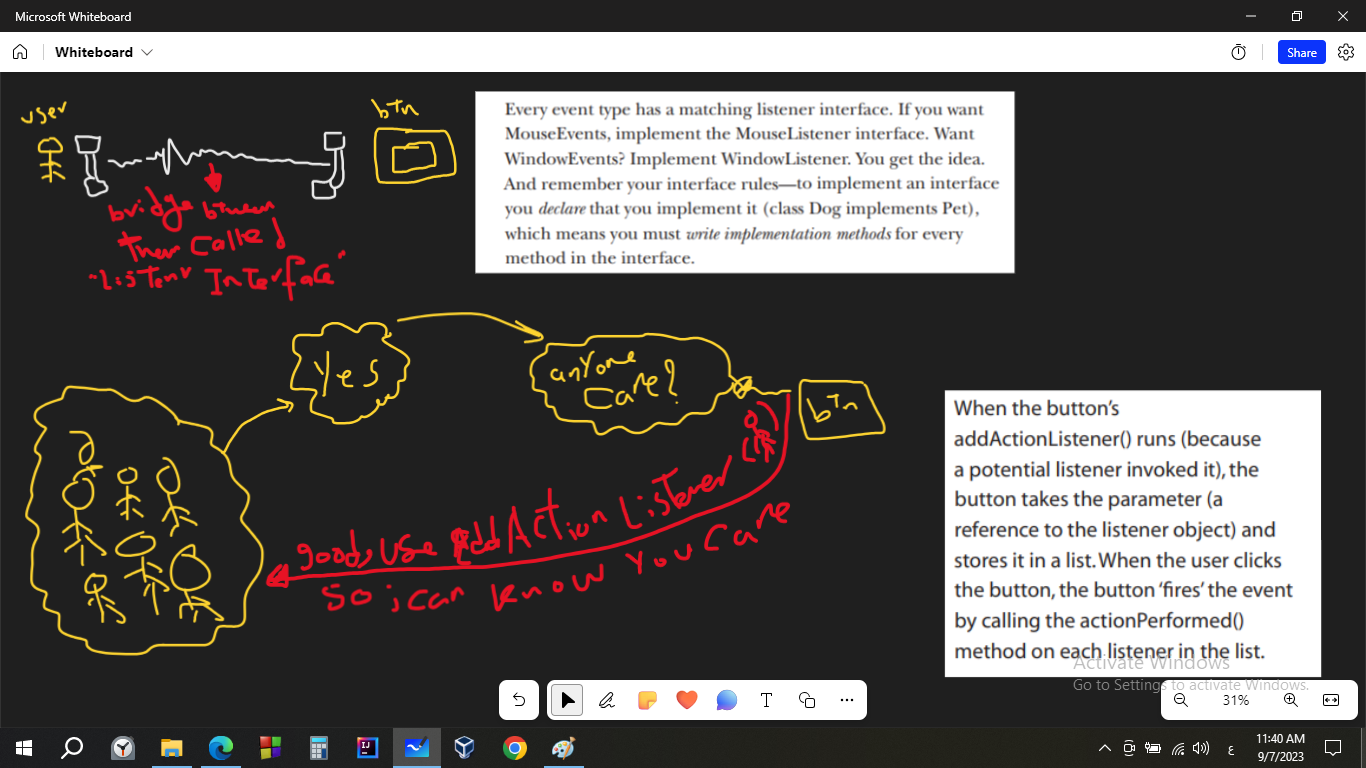 Microsoft Whiteboard
Whiteboard
Share
user
btn
bridge btween
them called
"Listenr Interface"
Every event type has a matching listener interface. If you want
MouseEvents, implement the MouseListener interface. Want
WindowEvents? Implement WindowListener. You get the idea.
And remember your interface rules—to implement an interface
you declare that you implement it (class Dog implements Pet),
which means you must write implementation methods for every
method in the interface.
Yes
anyone
care?
btn
good, use addActionListener
so i can know you care
When the button's
addActionListener() runs (because
a potential listener invoked it), the
button takes the parameter (a
reference to the listener object) and
stores it in a list. When the user clicks
the button, the button 'fires' the event
by calling the actionPerformed()
method on each listener in the list.
Activate Windows
Go to Settings to activate Windows.
31%
11:40 AM
9/7/2023
ع